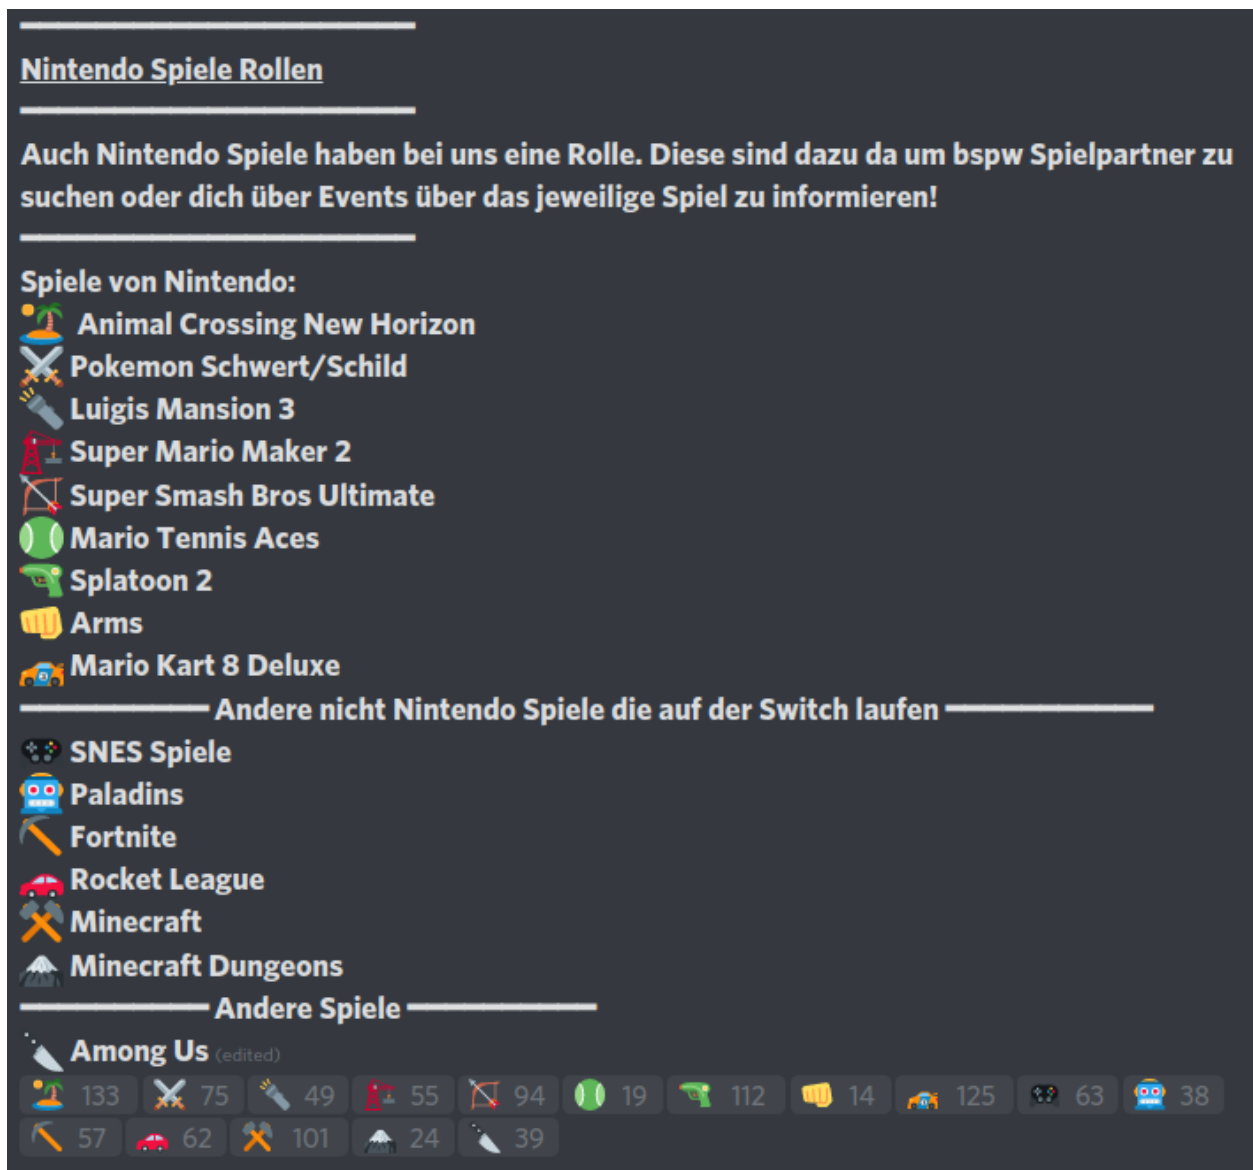 Nintendo Spiele Rollen
Auch Nintendo Spiele haben bei uns eine Rolle. Diese sind dazu da um bspw Spielpartner zu
suchen oder dich über Events über das jeweilige Spiel zu informieren!
Spiele von Nintendo:
Animal Crossing New Horizon
Pokemon Schwert/Schild
Luigis Mansion 3
Super Mario Maker 2
Super Smash Bros Ultimate
Mario Tennis Aces
Splatoon 2
Arms
Mario Kart 8 Deluxe
Andere nicht Nintendo Spiele die auf der Switch laufen
SNES Spiele
Paladins
Fortnite
Rocket League
Minecraft
Minecraft Dungeons
Andere Spiele
Among Us (edited)
133 75 49 55 94 19 112 14 125 63 38
57 62 101 24 39